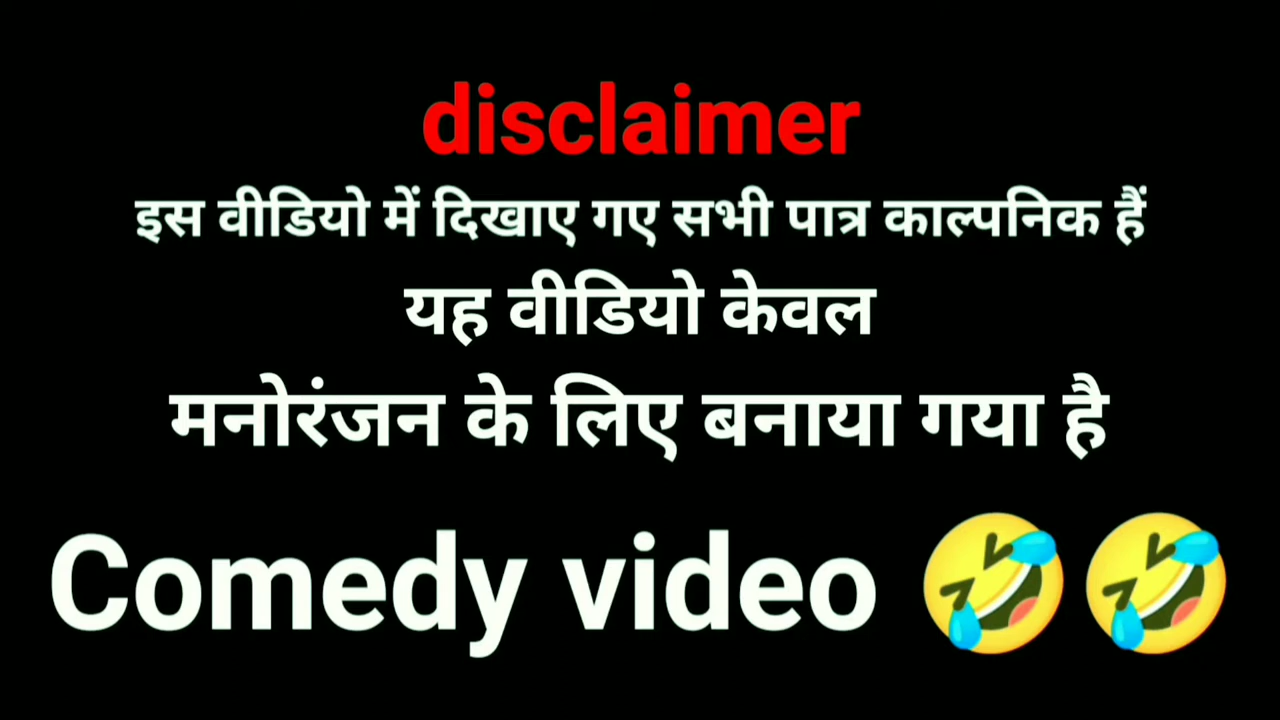 disclaimer
इस वीडियो में दिखाए गए सभी पात्र काल्पनिक हैं
यह वीडियो केवल
मनोरंजन के लिए बनाया गया है
Comedy video 🤣🤣